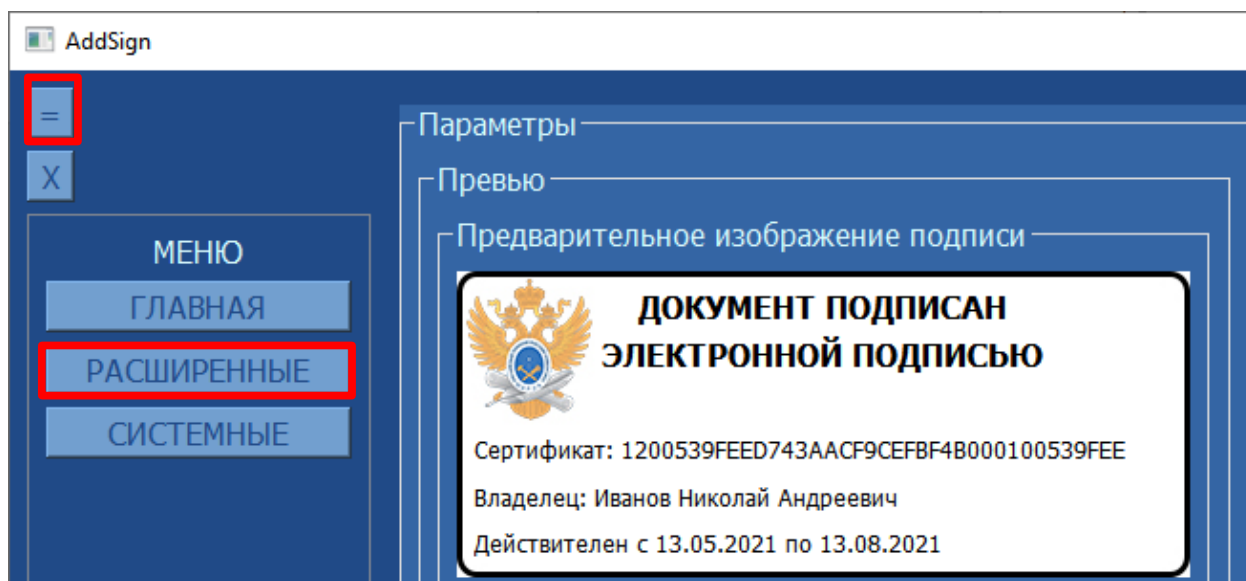 AddSign
=
X
МЕНЮ
ГЛАВНАЯ
РАСШИРЕННЫЕ
СИСТЕМНЫЕ
Параметры
Превью
Предварительное изображение подписи
ДОКУМЕНТ ПОДПИСАН
ЭЛЕКТРОННОЙ ПОДПИСЬЮ
Сертификат: 1200539FEED743AACF9CEFBF4B000100539FEE
Владелец: Иванов Николай Андреевич
Действителен с 13.05.2021 по 13.08.2021